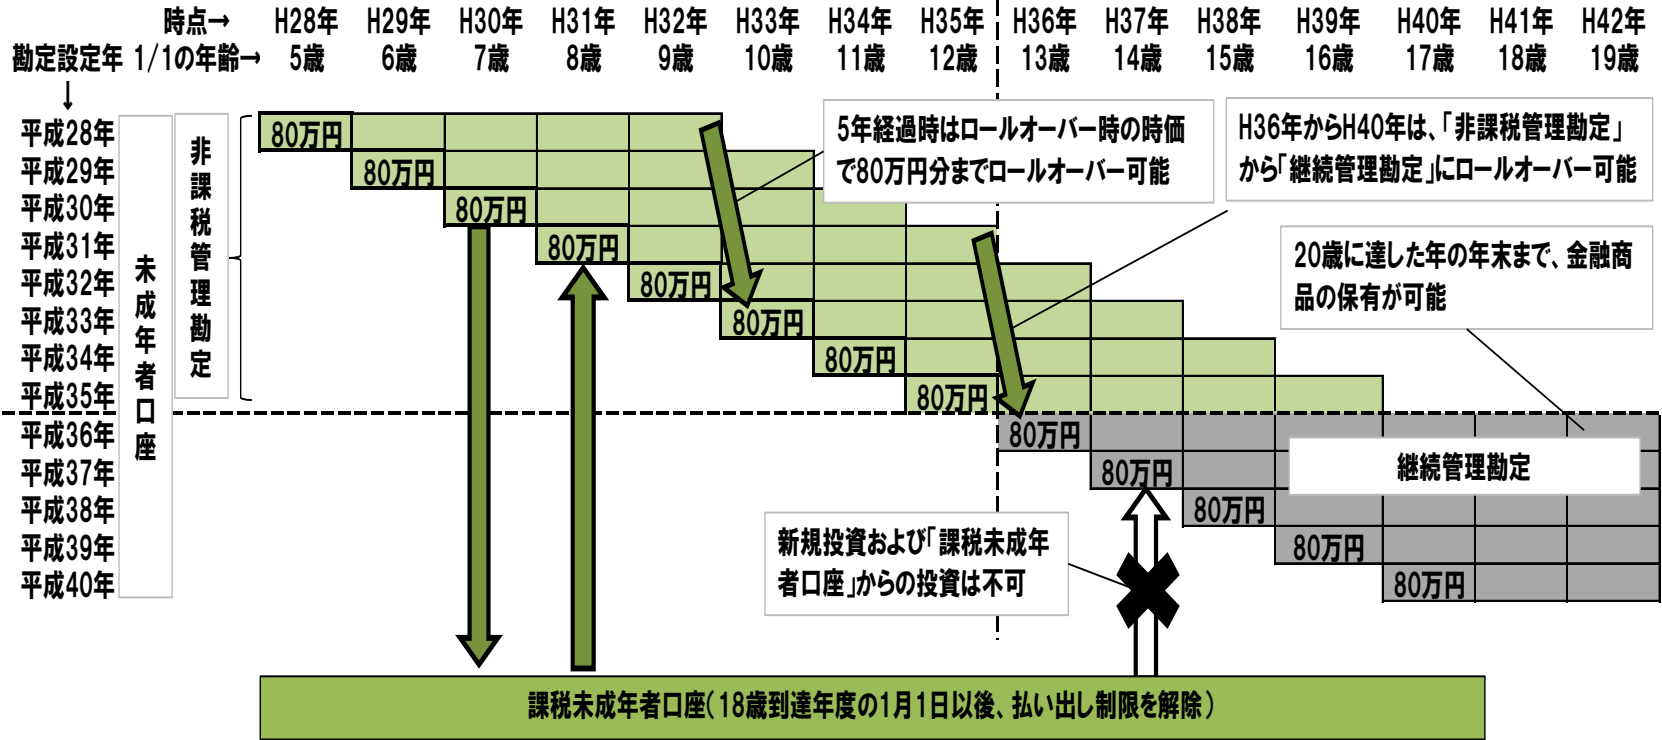 時点→ H28年 H29年 H30年 H31年 H32年 H33年 H34年 H35年 H36年 H37年 H38年 H39年 H40年 H41年 H42年
勘定設定年 1/1の年齢→ 5歳 6歳 7歳 8歳 9歳 10歳 11歳 12歳 13歳 14歳 15歳 16歳 17歳 18歳 19歳
↓
平成28年
平成29年
平成30年
平成31年
平成32年
平成33年
平成34年
平成35年
平成36年
平成37年
平成38年
平成39年
平成40年
未成年者口座
非課税管理勘定
80万円
80万円
80万円
80万円
80万円
80万円
80万円
80万円
80万円
80万円
80万円
80万円
80万円
5年経過時はロールオーバー時の時価
で80万円分までロールオーバー可能
H36年からH40年は、「非課税管理勘定」
から「継続管理勘定」にロールオーバー可能
20歳に達した年の年末まで、金融商
品の保有が可能
継続管理勘定
新規投資および「課税未成年
者口座」からの投資は不可
課税未成年者口座（18歳到達年度の1月1日以後、払い出し制限を解除）